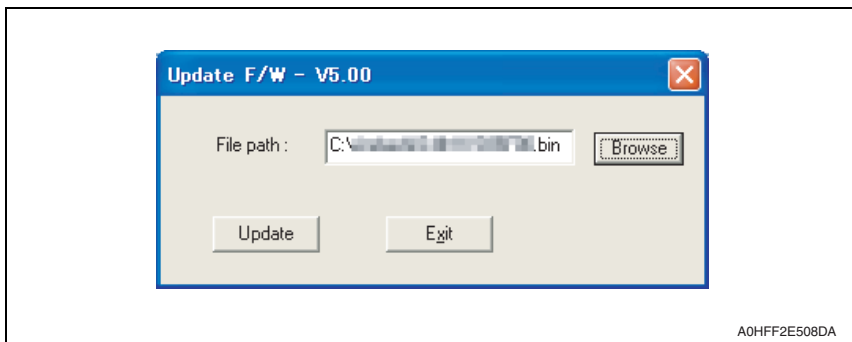 Update F/W - V5.00
File path : C:\ .bin Browse
Update Exit
A0HFF2E508DA